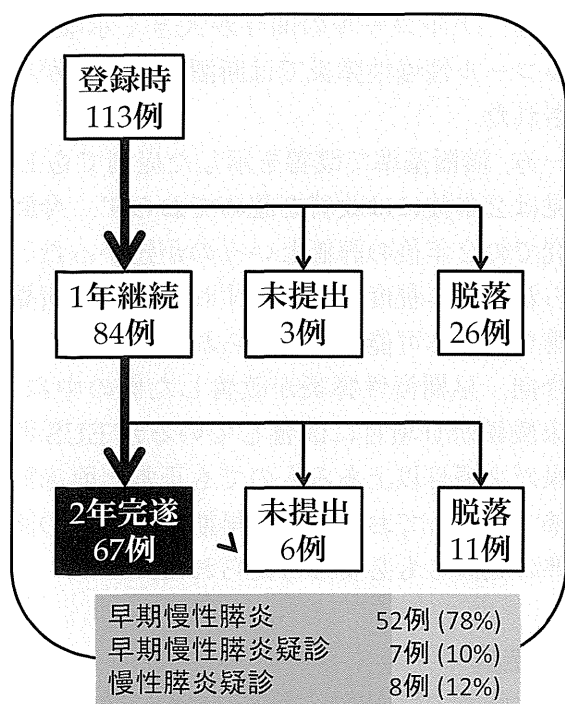 登録時
113例
1年継続
84例
未提出
3例
脱落
26例
2年完遂
67例
未提出
6例
脱落
11例
早期慢性膵炎 52例 (78%)
早期慢性膵炎疑診 7例 (10%)
慢性膵炎疑診 8例 (12%)